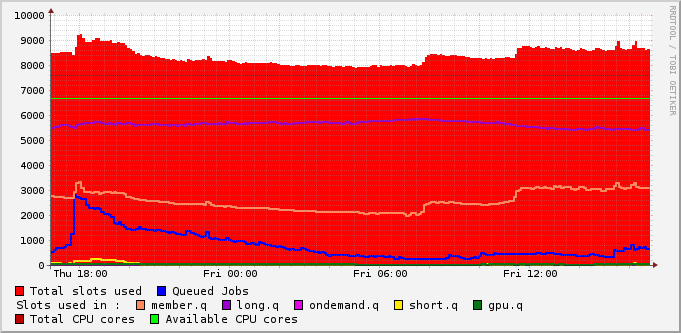 10000
9000
8000
7000
6000
5000
4000
3000
2000
1000
0
Thu 18:00 Fri 00:00 Fri 06:00 Fri 12:00
Total slots used Queued Jobs
Slots used in : member.q long.q ondemand.q short.q gpu.q
Total CPU cores Available CPU cores
RRDTOOL / TOBI OETIKER